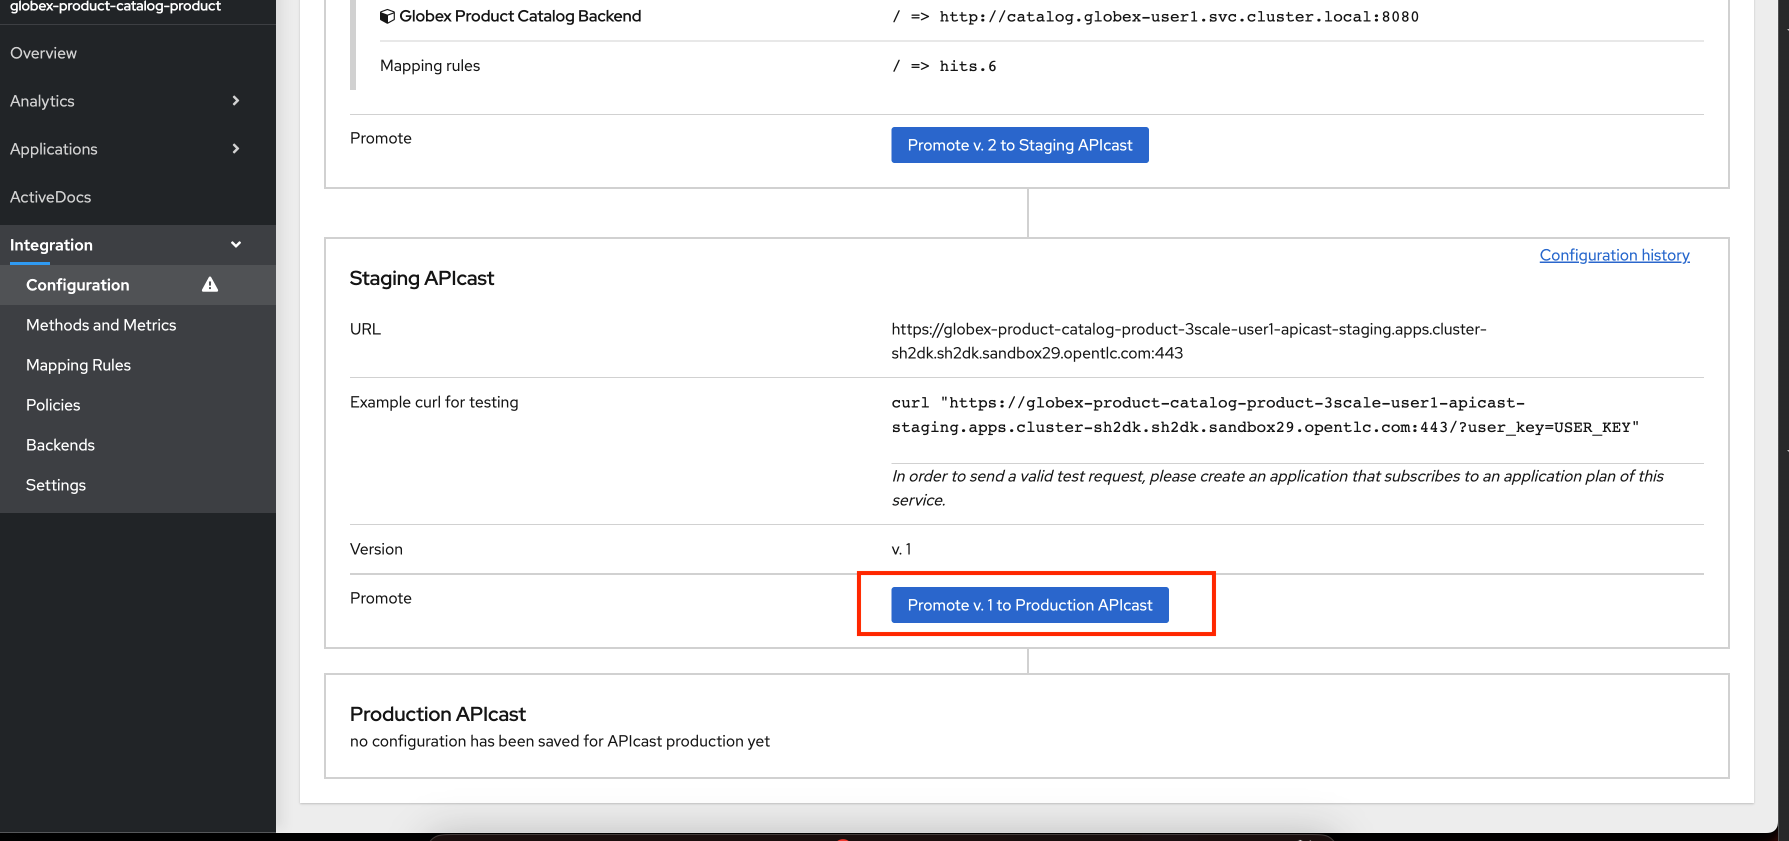 globex-product-catalog-product
Overview
Analytics
Applications
ActiveDocs
Integration
Configuration
Methods and Metrics
Mapping Rules
Policies
Backends
Settings
Globex Product Catalog Backend
/ => http://catalog.globex-user1.svc.cluster.local:8080
Mapping rules
/ => hits.6
Promote
Promote v. 2 to Staging APIcast
Configuration history
Staging APIcast
URL
https://globex-product-catalog-product-3scale-user1-apicast-staging.apps.cluster-
sh2dk.sh2dk.sandbox29.opentlc.com:443
Example curl for testing
curl "https://globex-product-catalog-product-3scale-user1-apicast-
staging.apps.cluster-sh2dk.sh2dk.sandbox29.opentlc.com:443/?user_key=USER_KEY"
In order to send a valid test request, please create an application that subscribes to an application plan of this
service.
Version
v. 1
Promote
Promote v. 1 to Production APIcast
Production APIcast
no configuration has been saved for APIcast production yet